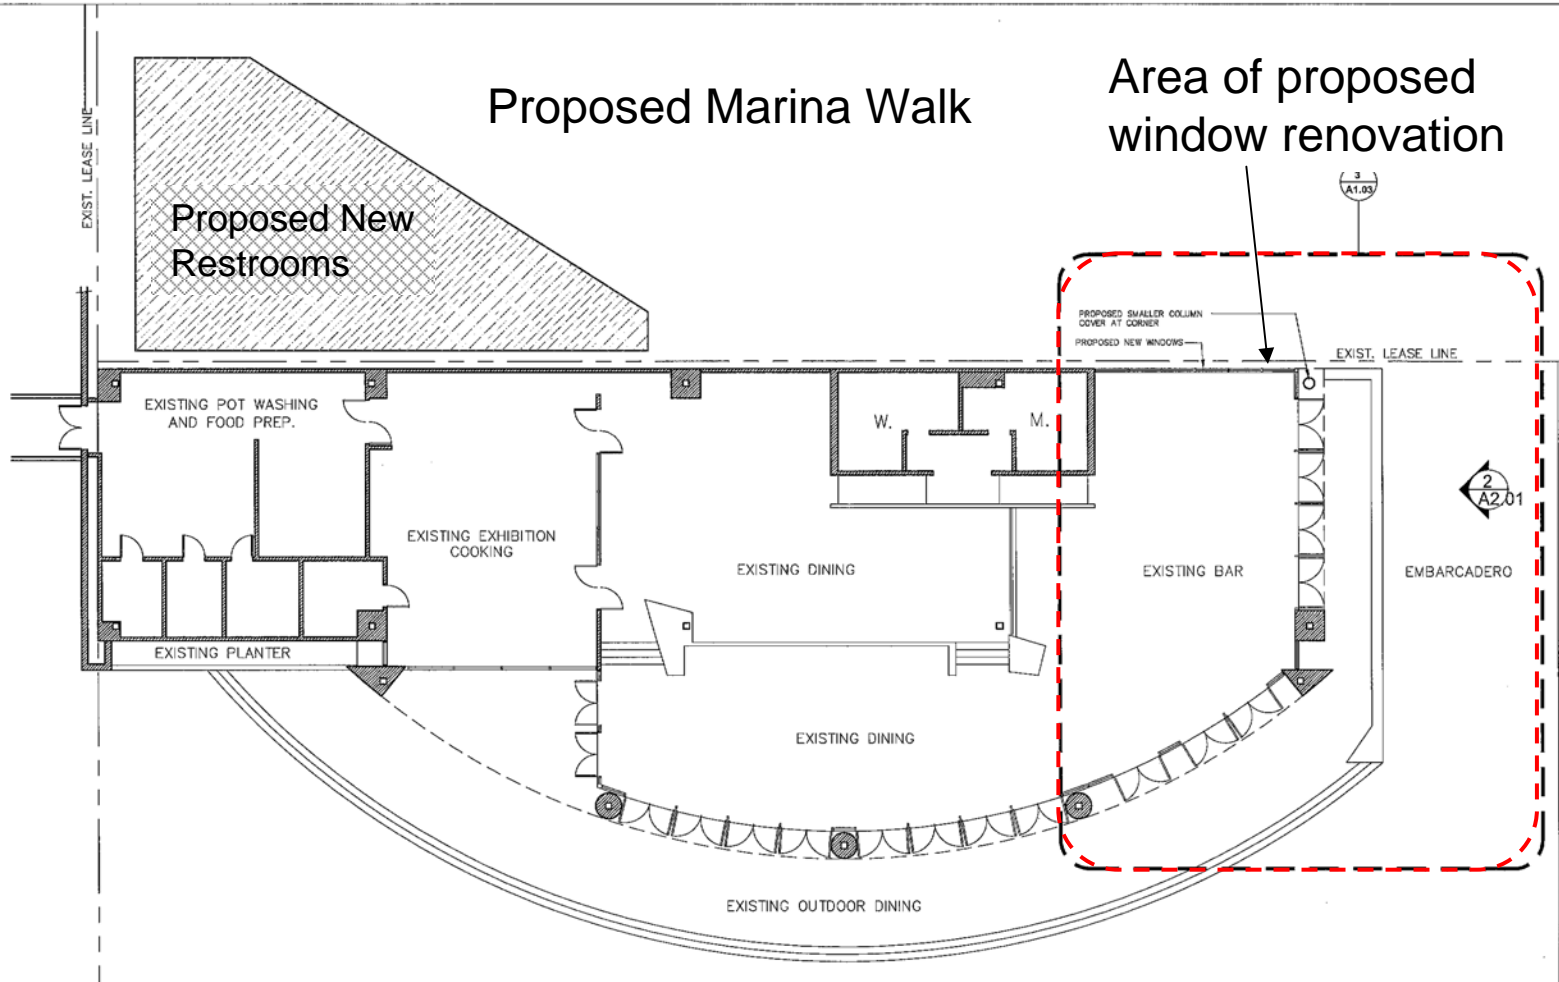 Proposed Marina Walk
Area of proposed
window renovation
3
A1.03
EXIST. LEASE LINE
Proposed New
Restrooms
PROPOSED SMALLER COLUMN
COVER AT CORNER
PROPOSED NEW WINDOWS
EXIST. LEASE LINE
EXISTING POT WASHING
AND FOOD PREP.
W.
M.
2
A2.01
EXISTING EXHIBITION
COOKING
EXISTING DINING
EXISTING BAR
EMBARCADERO
EXISTING PLANTER
EXISTING DINING
EXISTING OUTDOOR DINING